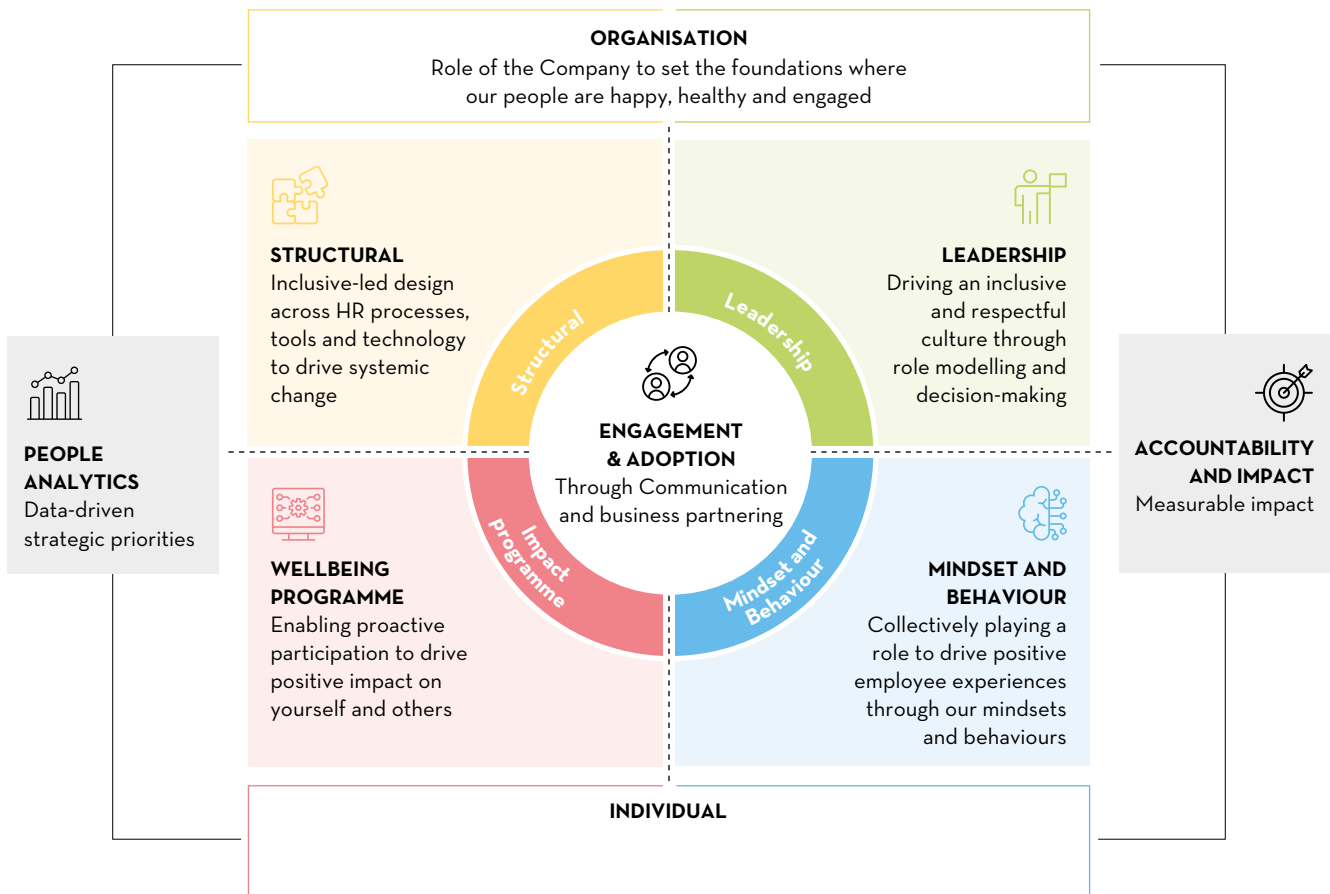 ORGANISATION
Role of the Company to set the foundations where
our people are happy, healthy and engaged
STRUCTURAL
Inclusive-led design
across HR processes,
tools and technology
to drive systemic
change
LEADERSHIP
Driving an inclusive
and respectful
culture through
role modelling and
decision-making
Structural
Leadership
PEOPLE
ANALYTICS
Data-driven
strategic priorities
ENGAGEMENT
& ADOPTION
Through Communication
and business partnering
ACCOUNTABILITY
AND IMPACT
Measurable impact
Impact
programme
Mindset and
Behaviour
WELLBEING
PROGRAMME
Enabling proactive
participation to drive
positive impact on
yourself and others
MINDSET AND
BEHAVIOUR
Collectively playing a
role to drive positive
employee experiences
through our mindsets
and behaviours
INDIVIDUAL